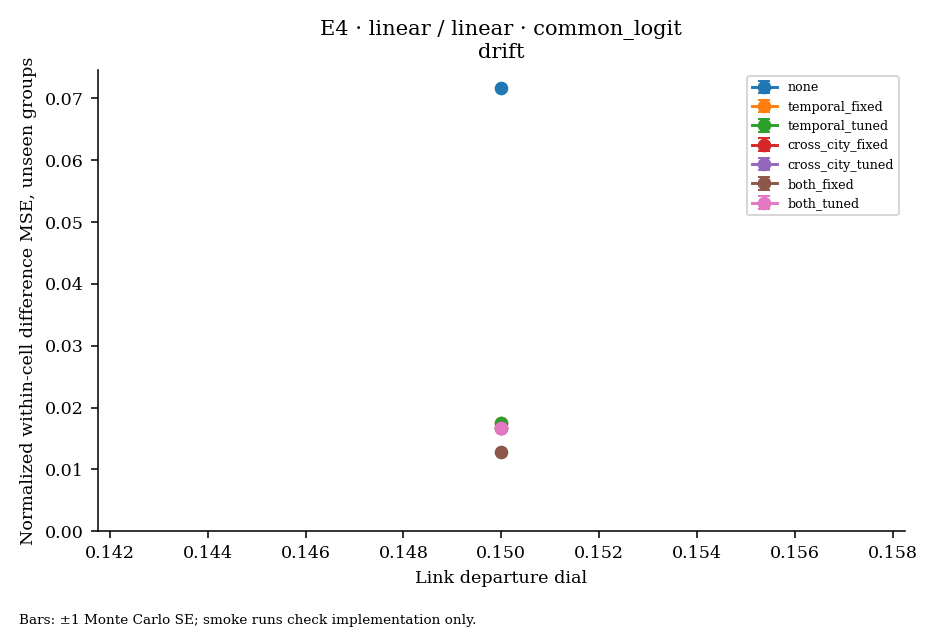 E4 · linear / linear · common_logit
drift
Normalized within-cell difference MSE, unseen groups
0.07
0.06
0.05
0.04
0.03
0.02
0.01
0.00
none
temporal_fixed
temporal_tuned
cross_city_fixed
cross_city_tuned
both_fixed
both_tuned
0.142 0.144 0.146 0.148 0.150 0.152 0.154 0.156 0.158
Link departure dial
Bars: ±1 Monte Carlo SE; smoke runs check implementation only.